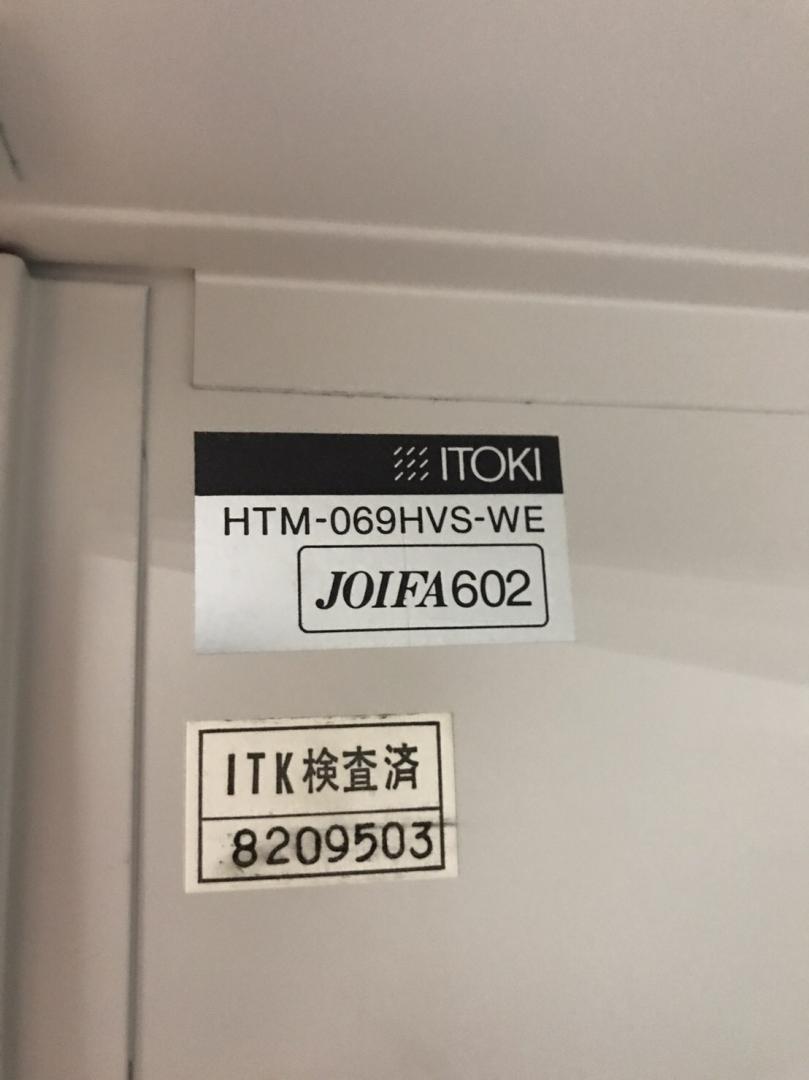 ITOKI
HTM-069HVS-WE
JOIFA602
ITK検査済
8209503